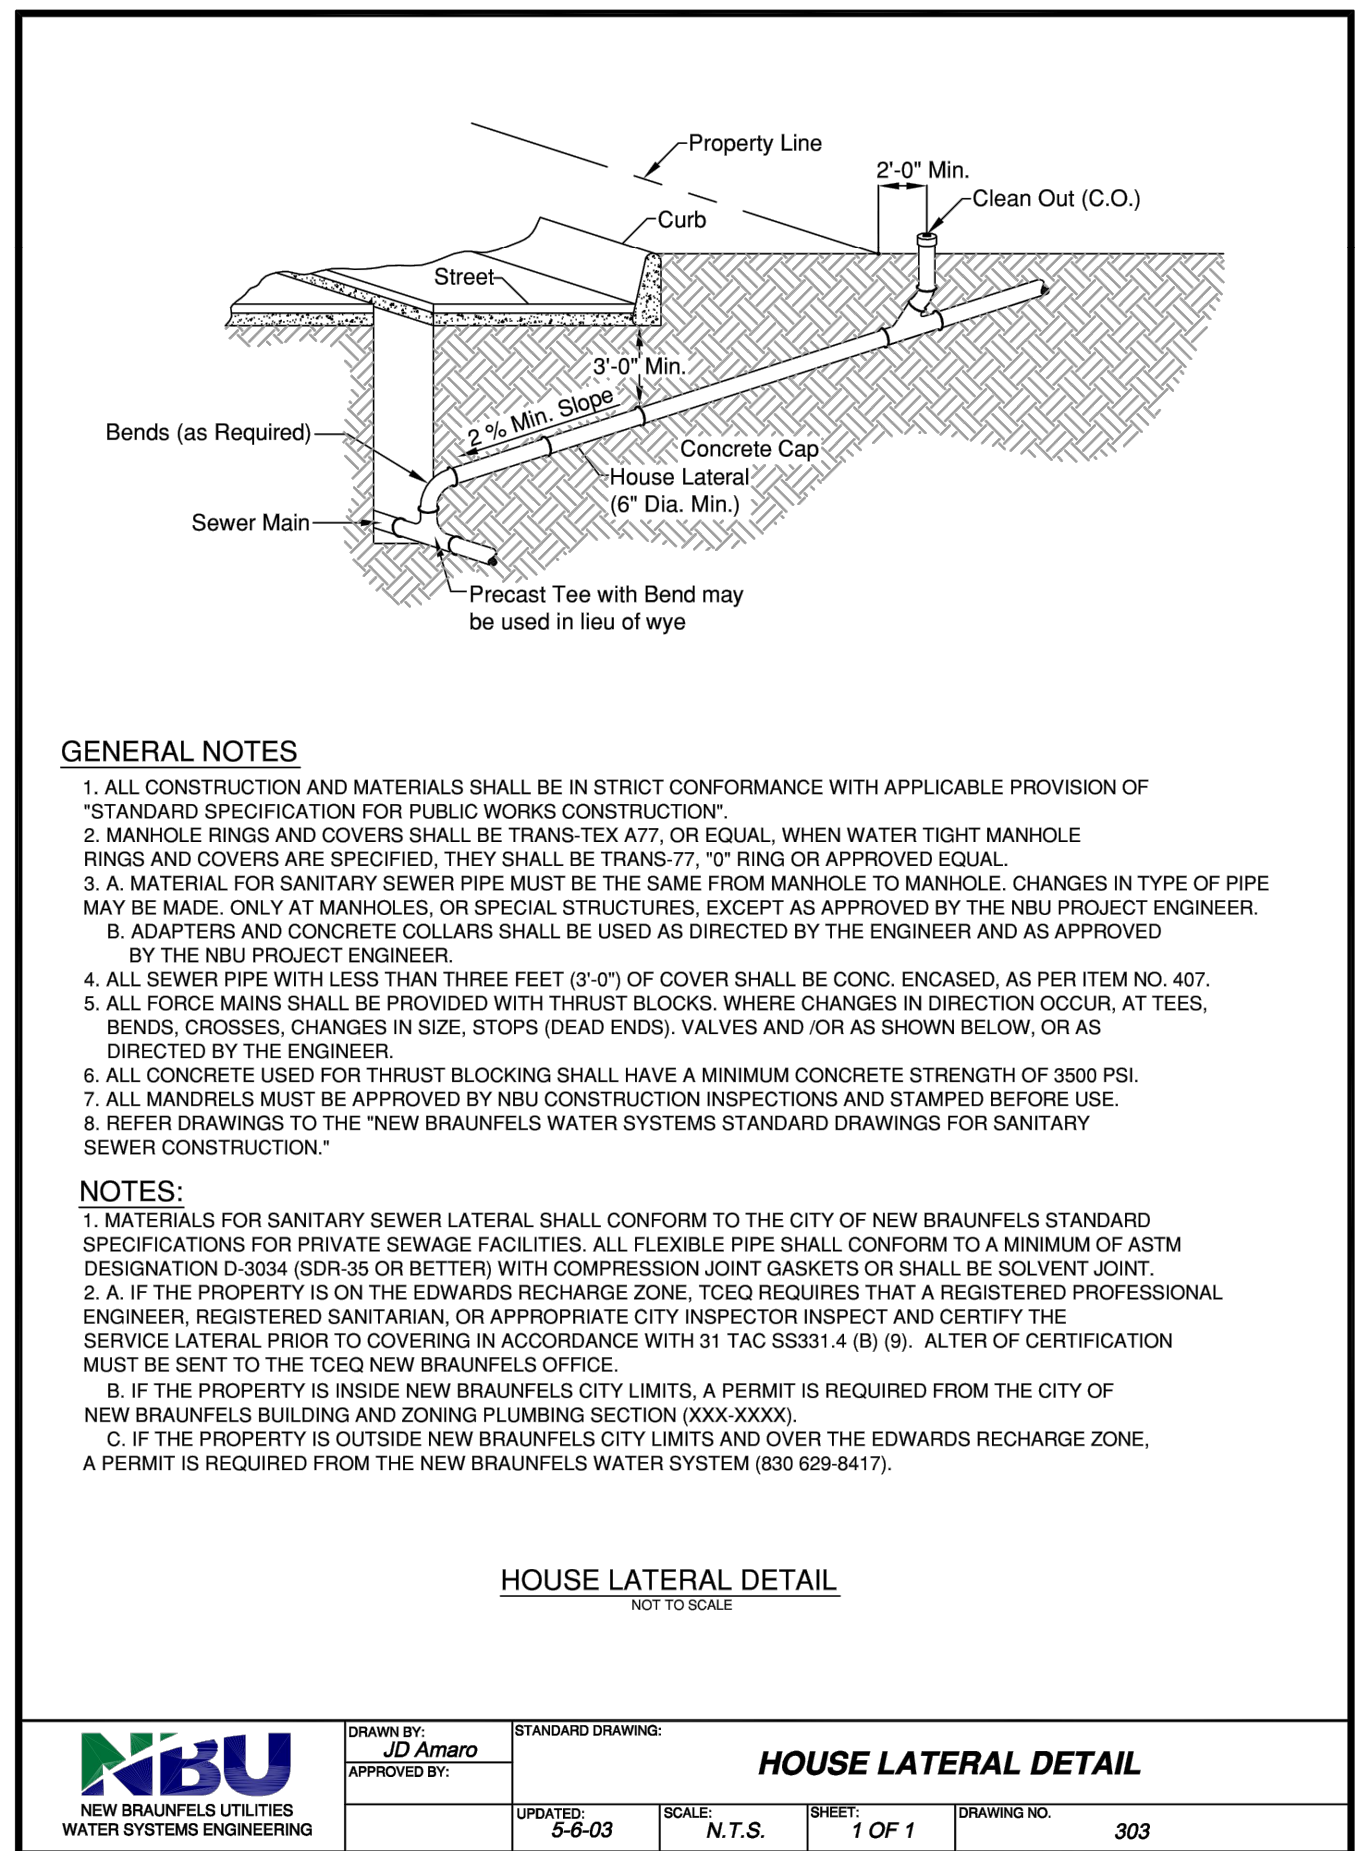 Property Line
2'-0" Min.
Clean Out (C.O.)
Curb
Street
3'-0" Min.
2 % Min. Slope
Bends (as Required)
Concrete Cap
House Lateral
(6" Dia. Min.)
Sewer Main
Precast Tee with Bend may
be used in lieu of wye
GENERAL NOTES
1. ALL CONSTRUCTION AND MATERIALS SHALL BE IN STRICT CONFORMANCE WITH APPLICABLE PROVISION OF
"STANDARD SPECIFICATION FOR PUBLIC WORKS CONSTRUCTION".
2. MANHOLE RINGS AND COVERS SHALL BE TRANS-TEX A77, OR EQUAL, WHEN WATER TIGHT MANHOLE
RINGS AND COVERS ARE SPECIFIED, THEY SHALL BE TRANS-77, "0" RING OR APPROVED EQUAL.
3. A. MATERIAL FOR SANITARY SEWER PIPE MUST BE THE SAME FROM MANHOLE TO MANHOLE. CHANGES IN TYPE OF PIPE
MAY BE MADE. ONLY AT MANHOLES, OR SPECIAL STRUCTURES, EXCEPT AS APPROVED BY THE NBU PROJECT ENGINEER.
B. ADAPTERS AND CONCRETE COLLARS SHALL BE USED AS DIRECTED BY THE ENGINEER AND AS APPROVED
BY THE NBU PROJECT ENGINEER.
4. ALL SEWER PIPE WITH LESS THAN THREE FEET (3'-0") OF COVER SHALL BE CONC. ENCASED, AS PER ITEM NO. 407.
5. ALL FORCE MAINS SHALL BE PROVIDED WITH THRUST BLOCKS. WHERE CHANGES IN DIRECTION OCCUR, AT TEES,
BENDS, CROSSES, CHANGES IN SIZE, STOPS (DEAD ENDS). VALVES AND /OR AS SHOWN BELOW, OR AS
DIRECTED BY THE ENGINEER.
6. ALL CONCRETE USED FOR THRUST BLOCKING SHALL HAVE A MINIMUM CONCRETE STRENGTH OF 3500 PSI.
7. ALL MANDRELS MUST BE APPROVED BY NBU CONSTRUCTION INSPECTIONS AND STAMPED BEFORE USE.
8. REFER DRAWINGS TO THE "NEW BRAUNFELS WATER SYSTEMS STANDARD DRAWINGS FOR SANITARY
SEWER CONSTRUCTION."
NOTES:
1. MATERIALS FOR SANITARY SEWER LATERAL SHALL CONFORM TO THE CITY OF NEW BRAUNFELS STANDARD
SPECIFICATIONS FOR PRIVATE SEWAGE FACILITIES. ALL FLEXIBLE PIPE SHALL CONFORM TO A MINIMUM OF ASTM
DESIGNATION D-3034 (SDR-35 OR BETTER) WITH COMPRESSION JOINT GASKETS OR SHALL BE SOLVENT JOINT.
2. A. IF THE PROPERTY IS ON THE EDWARDS RECHARGE ZONE, TCEQ REQUIRES THAT A REGISTERED PROFESSIONAL
ENGINEER, REGISTERED SANITARIAN, OR APPROPRIATE CITY INSPECTOR INSPECT AND CERTIFY THE
SERVICE LATERAL PRIOR TO COVERING IN ACCORDANCE WITH 31 TAC SS331.4 (B) (9). ALTER OF CERTIFICATION
MUST BE SENT TO THE TCEQ NEW BRAUNFELS OFFICE.
B. IF THE PROPERTY IS INSIDE NEW BRAUNFELS CITY LIMITS, A PERMIT IS REQUIRED FROM THE CITY OF
NEW BRAUNFELS BUILDING AND ZONING PLUMBING SECTION (XXX-XXXX).
C. IF THE PROPERTY IS OUTSIDE NEW BRAUNFELS CITY LIMITS AND OVER THE EDWARDS RECHARGE ZONE,
A PERMIT IS REQUIRED FROM THE NEW BRAUNFELS WATER SYSTEM (830 629-8417).
HOUSE LATERAL DETAIL
NOT TO SCALE
NBU
NEW BRAUNFELS UTILITIES
WATER SYSTEMS ENGINEERING
DRAWN BY:
JD Amaro
APPROVED BY:
STANDARD DRAWING:
HOUSE LATERAL DETAIL
UPDATED:
5-6-03
SCALE:
N.T.S.
SHEET:
1 OF 1
DRAWING NO.
303